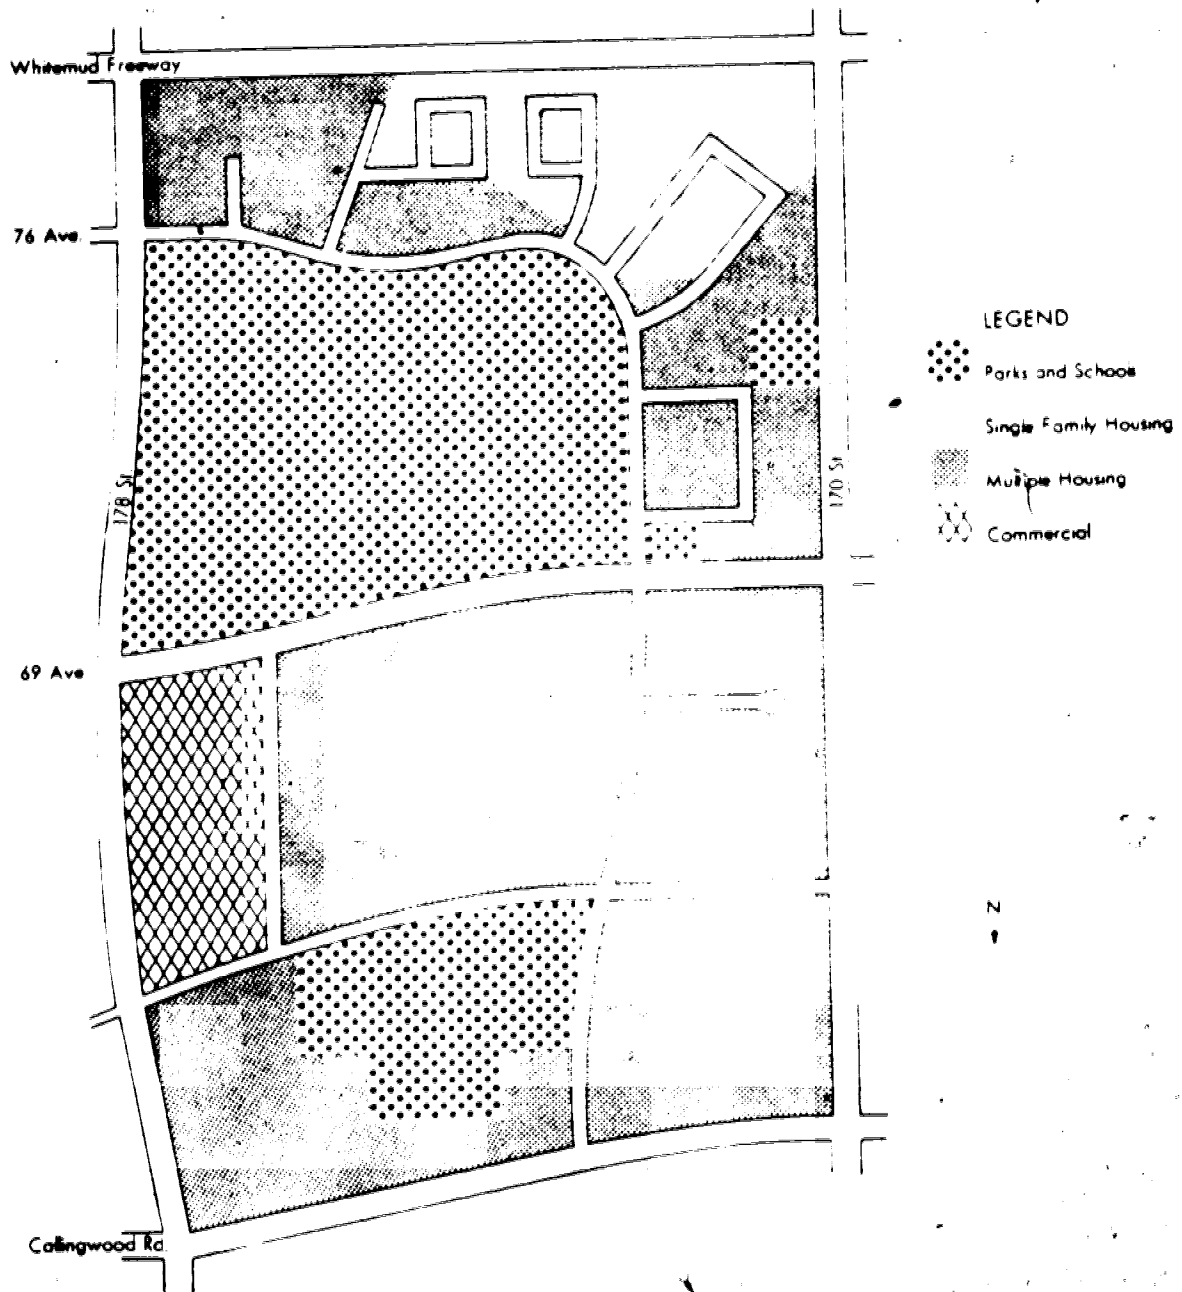 Whitemud Freeway
76 Ave.
LEGEND
Parks and Schools
Single Family Housing
Multiple Housing
Commercial
178 St.
170 St.
69 Ave
N
Callingwood Rd.